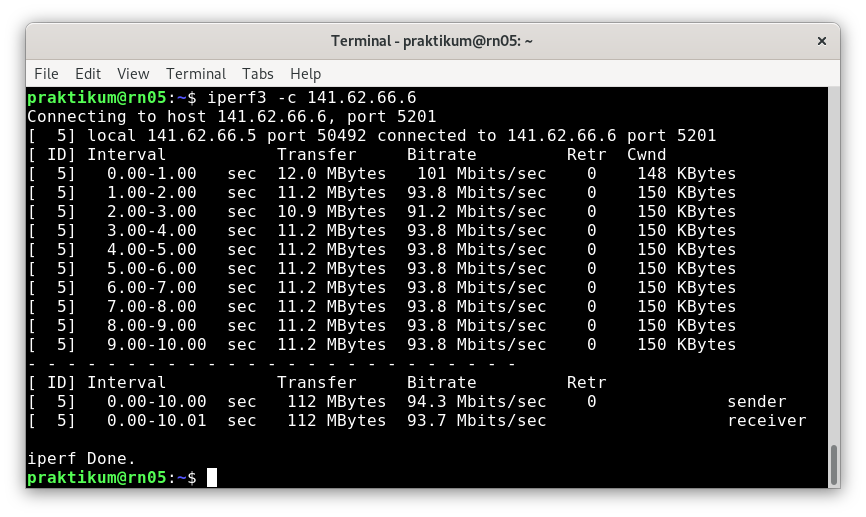 Terminal - praktikum@rn05: ~ ×
File Edit View Terminal Tabs Help
praktikum@rn05:~$ iperf3 -c 141.62.66.6
Connecting to host 141.62.66.6, port 5201
[  5] local 141.62.66.5 port 50492 connected to 141.62.66.6 port 5201
[ ID] Interval           Transfer     Bitrate         Retr  Cwnd
[  5]   0.00-1.00   sec  12.0 MBytes   101 Mbits/sec    0    148 KBytes
[  5]   1.00-2.00   sec  11.2 MBytes  93.8 Mbits/sec    0    150 KBytes
[  5]   2.00-3.00   sec  10.9 MBytes  91.2 Mbits/sec    0    150 KBytes
[  5]   3.00-4.00   sec  11.2 MBytes  93.8 Mbits/sec    0    150 KBytes
[  5]   4.00-5.00   sec  11.2 MBytes  93.8 Mbits/sec    0    150 KBytes
[  5]   5.00-6.00   sec  11.2 MBytes  93.8 Mbits/sec    0    150 KBytes
[  5]   6.00-7.00   sec  11.2 MBytes  93.8 Mbits/sec    0    150 KBytes
[  5]   7.00-8.00   sec  11.2 MBytes  93.8 Mbits/sec    0    150 KBytes
[  5]   8.00-9.00   sec  11.2 MBytes  93.8 Mbits/sec    0    150 KBytes
[  5]   9.00-10.00  sec  11.2 MBytes  93.8 Mbits/sec    0    150 KBytes
- - - - - - - - - - - - - - - - - - - - - - - - -
[ ID] Interval           Transfer     Bitrate         Retr
[  5]   0.00-10.00  sec   112 MBytes  94.3 Mbits/sec    0             sender
[  5]   0.00-10.01  sec   112 MBytes  93.7 Mbits/sec                  receiver
iperf Done.
praktikum@rn05:~$